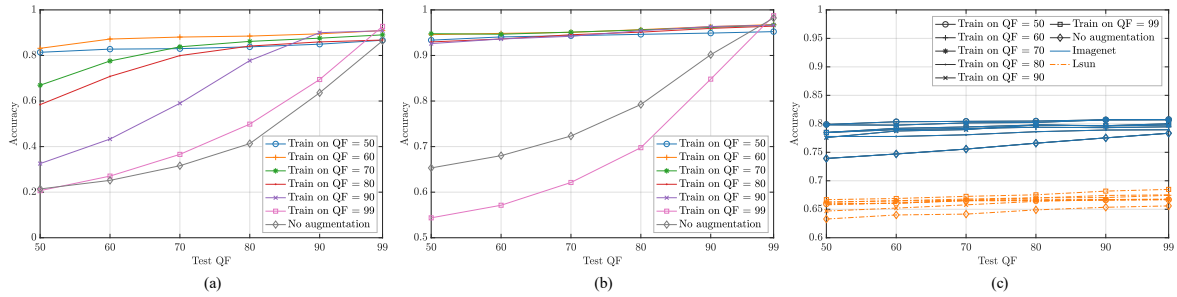 1
0.8
0.6
0.4
0.2
0
Accuracy
50 60 70 80 90 99
Test QF
Train on QF = 50
Train on QF = 60
Train on QF = 70
Train on QF = 80
Train on QF = 90
Train on QF = 99
No augmentation
(a)
1
0.9
0.8
0.7
0.6
0.5
Accuracy
50 60 70 80 90 99
Test QF
Train on QF = 50
Train on QF = 60
Train on QF = 70
Train on QF = 80
Train on QF = 90
Train on QF = 99
No augmentation
(b)
1
0.95
0.9
0.85
0.8
0.75
0.7
0.65
0.6
Accuracy
50 60 70 80 90 99
Test QF
Train on QF = 50
Train on QF = 60
Train on QF = 70
Train on QF = 80
Train on QF = 90
Train on QF = 99
No augmentation
Imagenet
Lsun
(c)